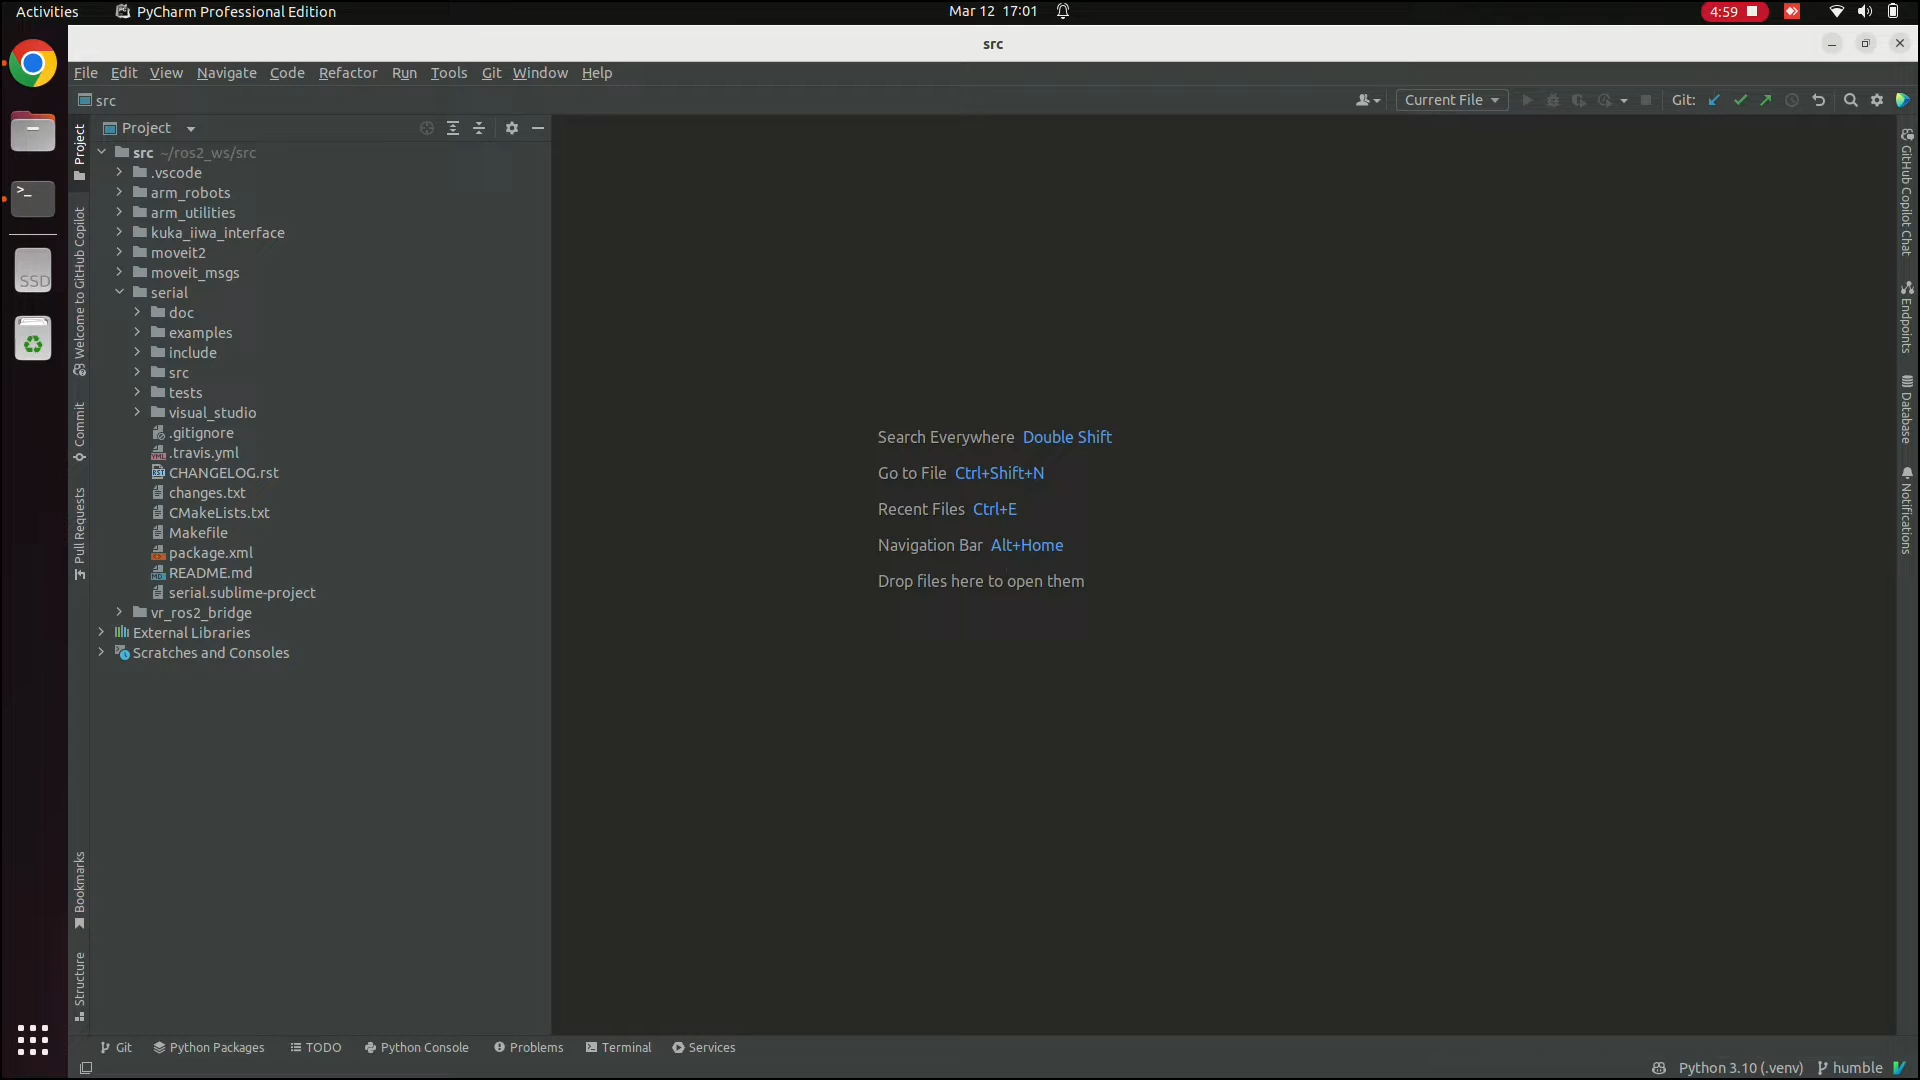 Activities
PyCharm Professional Edition
Mar 12 17:01
4:59
src
File Edit View Navigate Code Refactor Run Tools Git Window Help
src
Current File
Git:
Project
src ~/ros2_ws/src
.vscode
arm_robots
arm_utilities
kuka_iiwa_interface
moveit2
moveit_msgs
serial
doc
examples
include
src
tests
visual_studio
.gitignore
.travis.yml
CHANGELOG.rst
changes.txt
CMakeLists.txt
Makefile
package.xml
README.md
serial.sublime-project
vr_ros2_bridge
External Libraries
Scratches and Consoles
Project
Welcome to GitHub Copilot
Commit
Pull Requests
Bookmarks
Structure
SSD
Search Everywhere Double Shift
Go to File Ctrl+Shift+N
Recent Files Ctrl+E
Navigation Bar Alt+Home
Drop files here to open them
GitHub Copilot Chat
Endpoints
Database
Notifications
Git Python Packages TODO Python Console Problems Terminal Services
Python 3.10 (.venv) humble